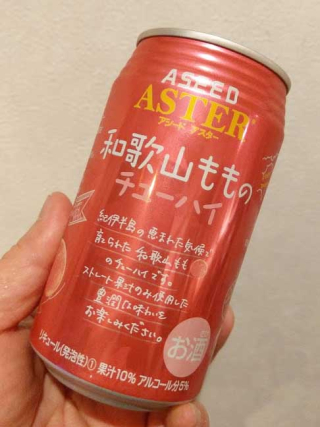 ASEED
ASTER
アシード アスター
和歌山ももの
チューハイ
紀伊半島の恵まれた気候で
育られた 和歌山もも
のチューハイです。
ストレート果汁のみ使用した
豊潤な味わいを
お楽しみください。
お酒
リキュール(発泡性)① 果汁10% アルコール分5%